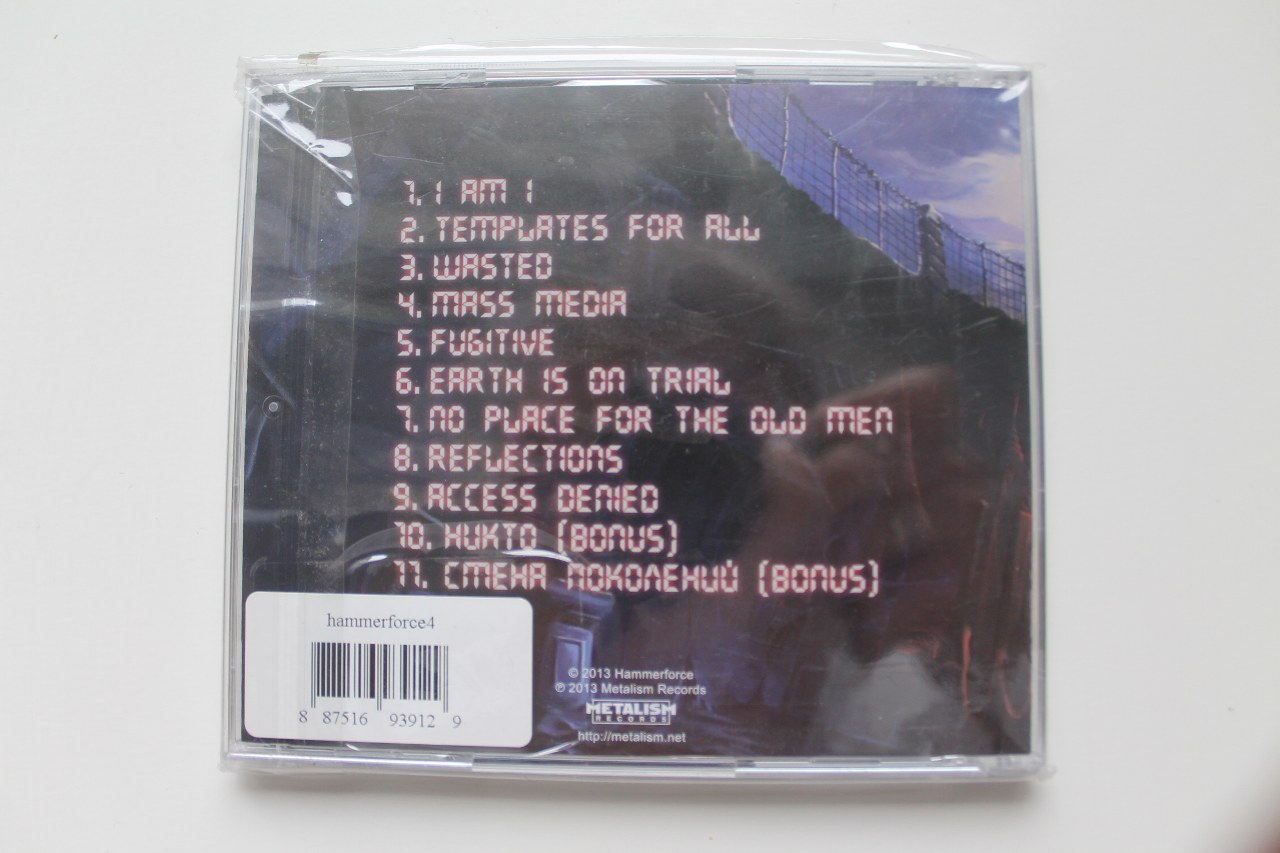 1. I AM I
2. TEMPLATES FOR ALL
3. WASTED
4. MASS MEDIA
5. FUGITIVE
6. EARTH IS ON TRIAL
7. NO PLACE FOR THE OLD MEN
8. REFLECTIONS
9. ACCESS DENIED
10. НИКТО (BONUS)
11. СТЕНА ПОКОЛЕНИЙ (BONUS)
hammerforce4
8 87516 93912 9
© 2013 Hammerforce
℗ 2013 Metalism Records
METALISM
RECORDS
http://metalism.net